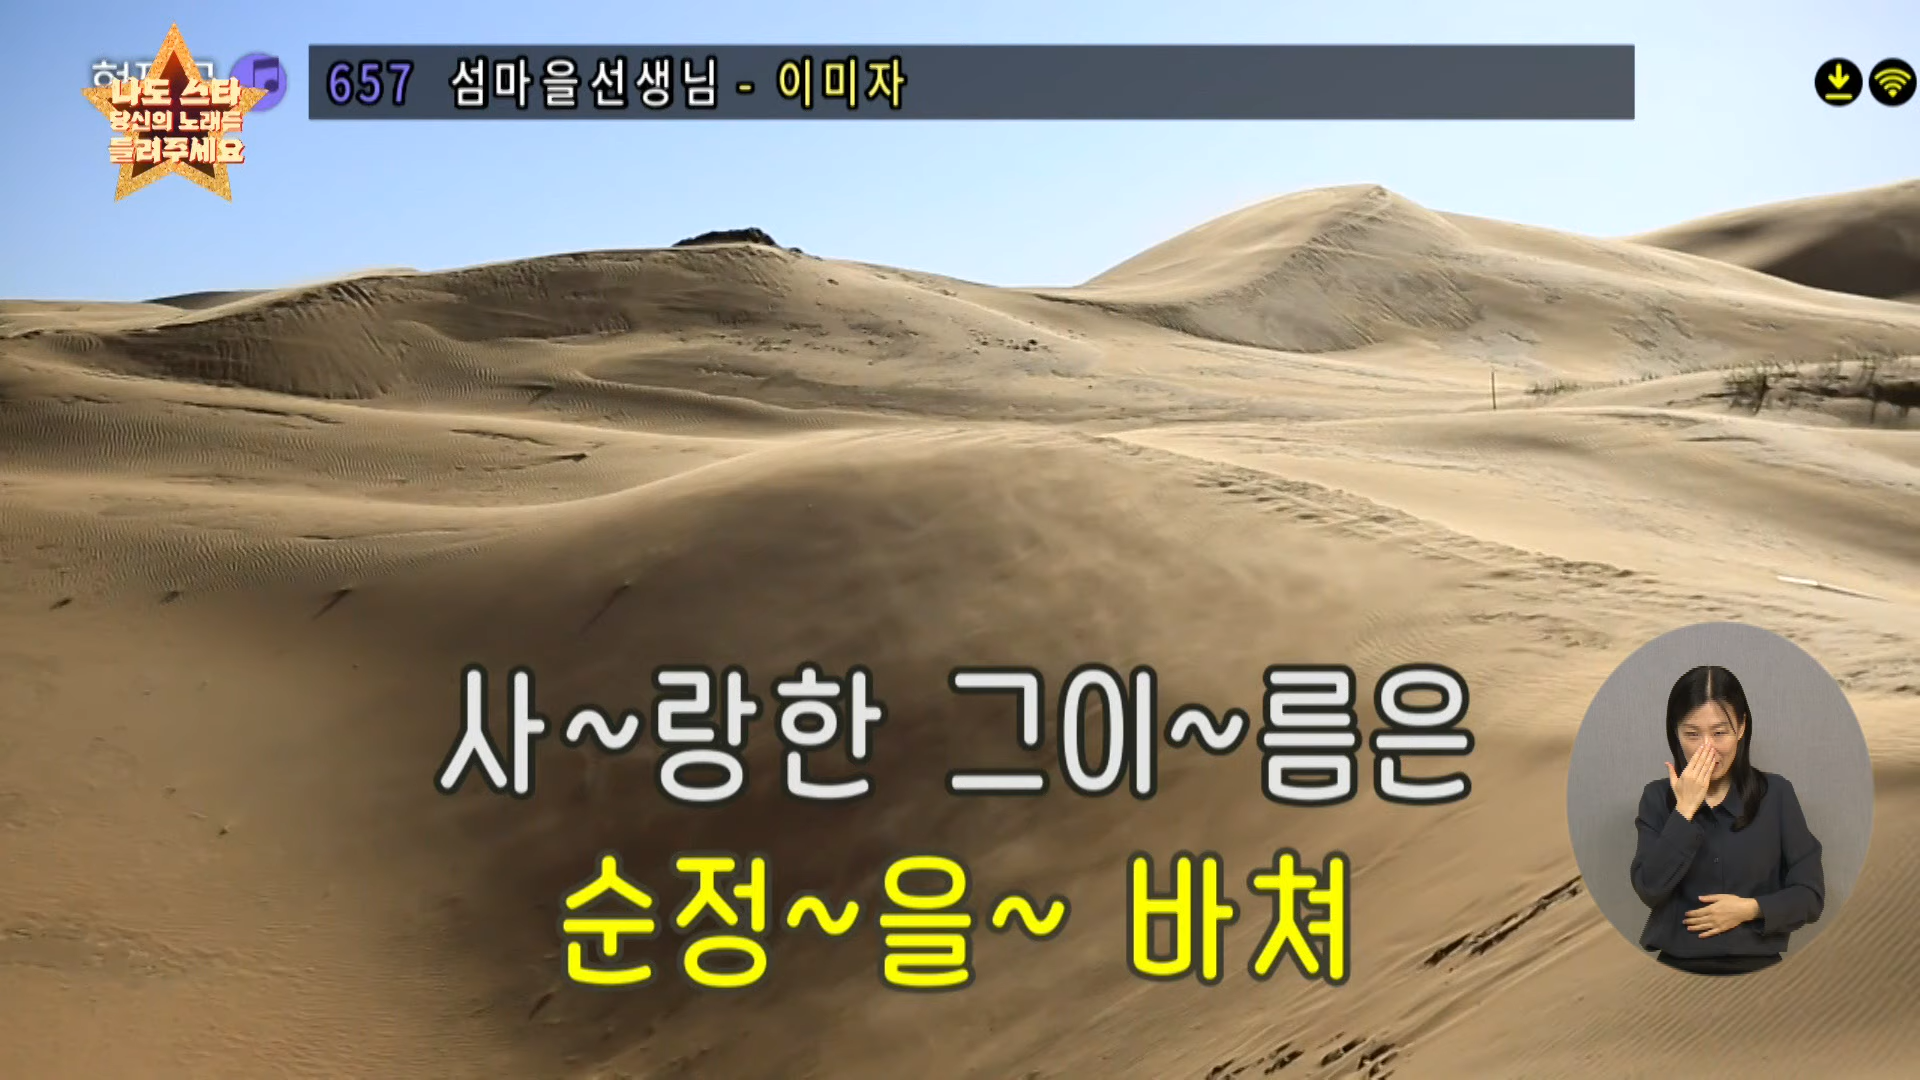 나도 스타
당신의 노래를
들려주세요
657 섬마을선생님 - 이미자
사~랑한 그이~름은
순정~을~ 바쳐